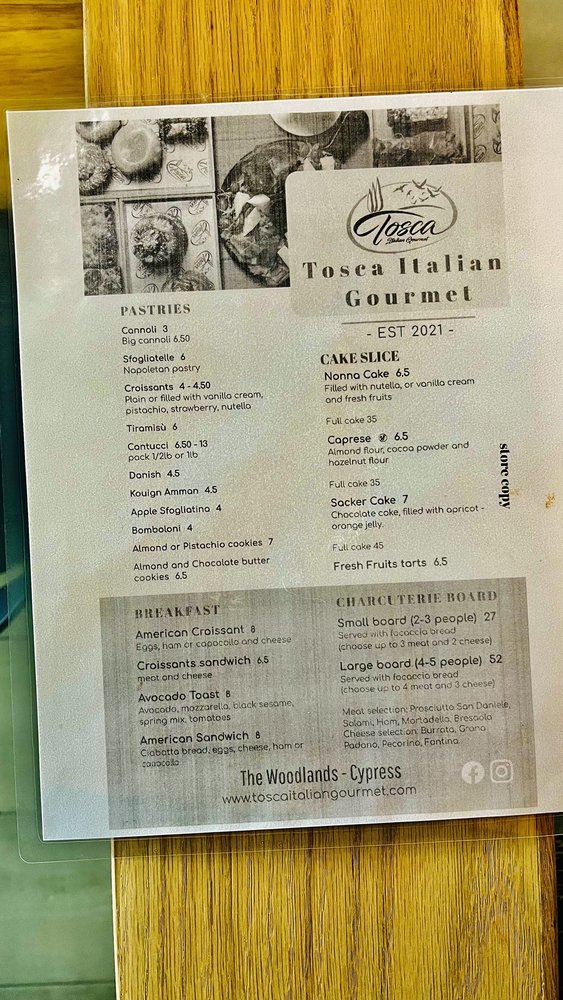 Tosca
Italian Gourmet
Tosca Italian
Gourmet
- EST 2021 -
PASTRIES
Cannoli 3
Big cannoli 6.50
Sfogliatelle 6
Napoletan pastry
Croissants 4 - 4.50
Plain or filled with vanilla cream,
pistachio, strawberry, nutella
Tiramisù 6
Cantucci 6.50 - 13
pack 1/2lb or 1lb
Danish 4.5
Kouign Amman 4.5
Apple Sfogliatina 4
Bomboloni 4
Almond or Pistachio cookies 7
Almond and Chocolate butter
cookies 6.5
CAKE SLICE
Nonna Cake 6,5
Filled with nutella, or vanilla cream
and fresh fruits
Full cake 35
Caprese 6.5
Almond flour, cocoa powder and
hazelnut flour
Full cake 35
Sacker Cake 7
Chocolate cake, filled with apricot -
orange jelly.
Full cake 45
Fresh Fruits tarts 6.5
store copy
BREAKFAST
American Croissant 8
Eggs, ham or capocollo and cheese
Croissants sandwich 6.5
meat and cheese
Avocado Toast 8
Avocado, mozzarella, black sesame,
spring mix, tomatoes
American Sandwich 8
Ciabatta bread, eggs, cheese, ham or
capocollo
CHARCUTERIE BOARD
Small board (2-3 people) 27
Served with focaccia bread
(choose up to 3 meat and 2 cheese)
Large board (4-5 people) 52
Served with focaccia bread
(choose up to 4 meat and 3 cheese)
Meat selection: Prosciutto San Daniele,
Salami, Ham, Mortadella, Bresaola
Cheese selection: Burrata, Grana
Padano, Pecorino, Fontina.
The Woodlands - Cypress
www.toscaitaliangourmet.com